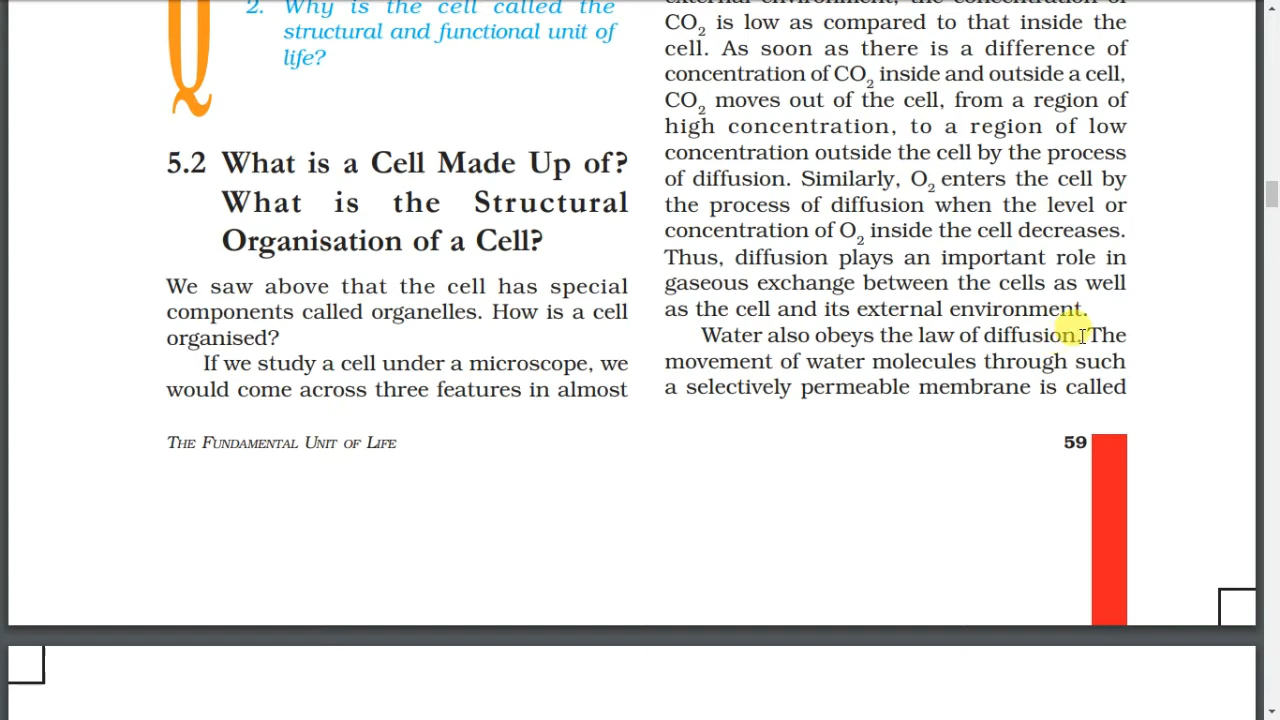 Q
2. Why is the cell called the
structural and functional unit of
life?
5.2 What is a Cell Made Up of?
What is the Structural
Organisation of a Cell?
We saw above that the cell has special
components called organelles. How is a cell
organised?
If we study a cell under a microscope, we
would come across three features in almost
external environment, the concentration of
CO₂ is low as compared to that inside the
cell. As soon as there is a difference of
concentration of CO₂ inside and outside a cell,
CO₂ moves out of the cell, from a region of
high concentration, to a region of low
concentration outside the cell by the process
of diffusion. Similarly, O₂ enters the cell by
the process of diffusion when the level or
concentration of O₂ inside the cell decreases.
Thus, diffusion plays an important role in
gaseous exchange between the cells as well
as the cell and its external environment.
Water also obeys the law of diffusion. The
movement of water molecules through such
a selectively permeable membrane is called
THE FUNDAMENTAL UNIT OF LIFE
59